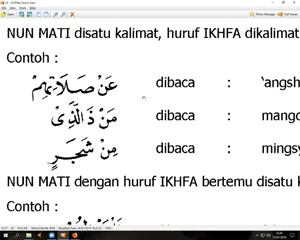 NUN MATI disatu kalimat, huruf IKHFA dikalimat
Contoh :
عَنْ صَلَاتِهِمْ dibaca : 'angsh
مَنْ ذَالَّذِىْ dibaca : mango
مِنْ شَجَرٍ dibaca : mingsy
NUN MATI dengan huruf IKHFA bertemu disatu k
Contoh :